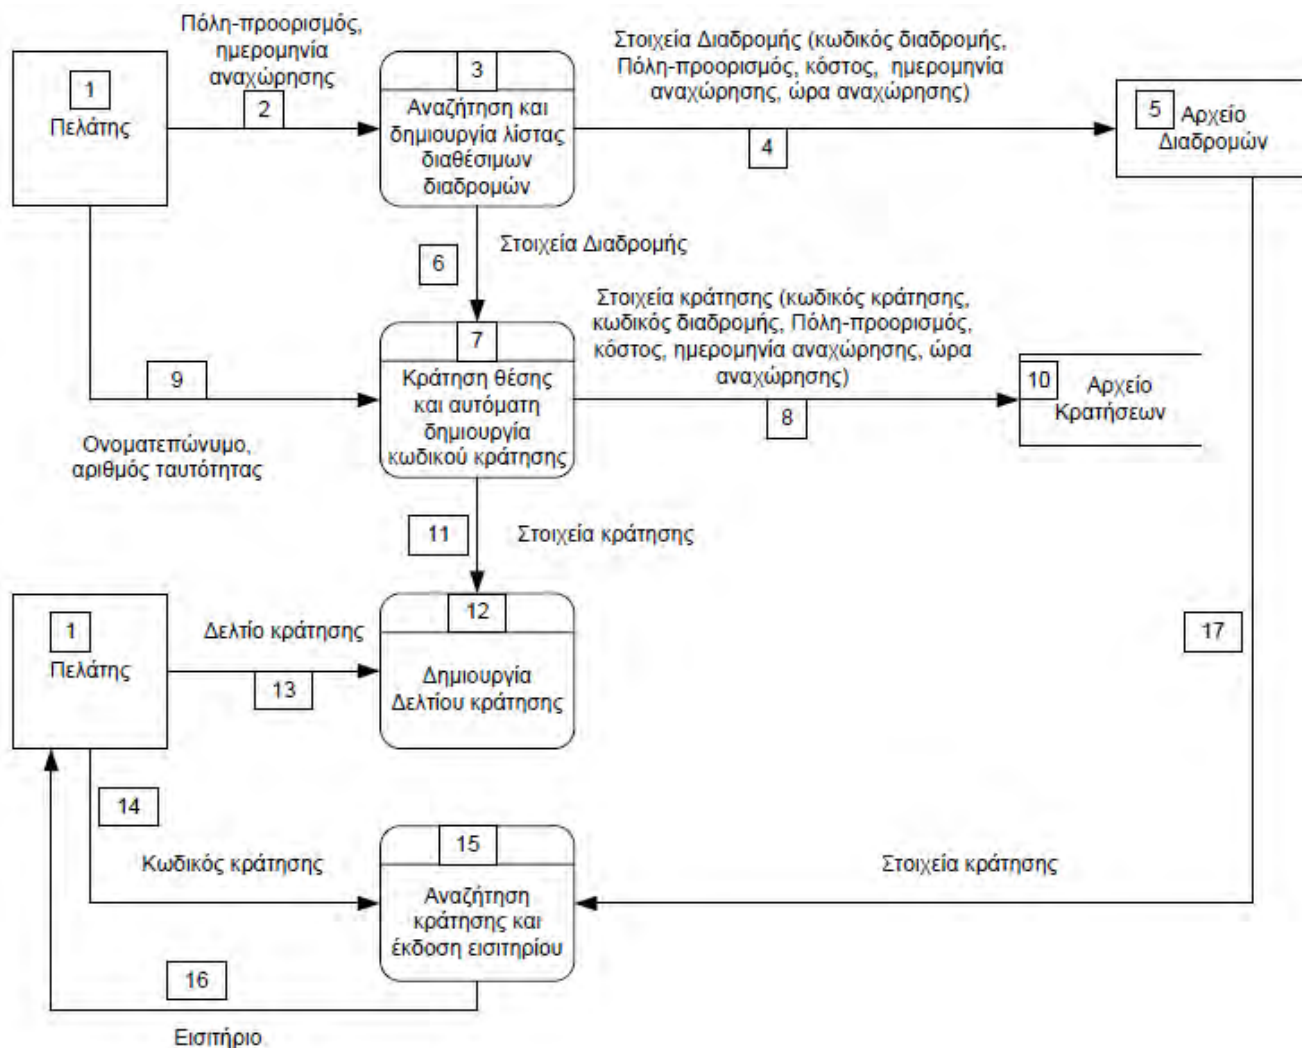 Πόλη-προορισμός,
ημερομηνία
αναχώρησης
1
Πελάτης
2
3
Αναζήτηση και
δημιουργία λίστας
διαθέσιμων
διαδρομών
Στοιχεία Διαδρομής (κωδικός διαδρομής,
Πόλη-προορισμός, κόστος, ημερομηνία
αναχώρησης, ώρα αναχώρησης)
4
5
Αρχείο
Διαδρομών
6
Στοιχεία Διαδρομής
7
Κράτηση θέσης
και αυτόματη
δημιουργία
κωδικού κράτησης
Στοιχεία κράτησης (κωδικός κράτησης,
κωδικός διαδρομής, Πόλη-προορισμός,
κόστος, ημερομηνία αναχώρησης, ώρα
αναχώρησης)
8
9
Ονοματεπώνυμο,
αριθμός ταυτότητας
10
Αρχείο
Κρατήσεων
11
Στοιχεία κράτησης
1
Πελάτης
Δελτίο κράτησης
13
12
Δημιουργία
Δελτίου κράτησης
17
14
Κωδικός κράτησης
15
Αναζήτηση
κράτησης και
έκδοση εισιτηρίου
Στοιχεία κράτησης
16
Εισιτήριο